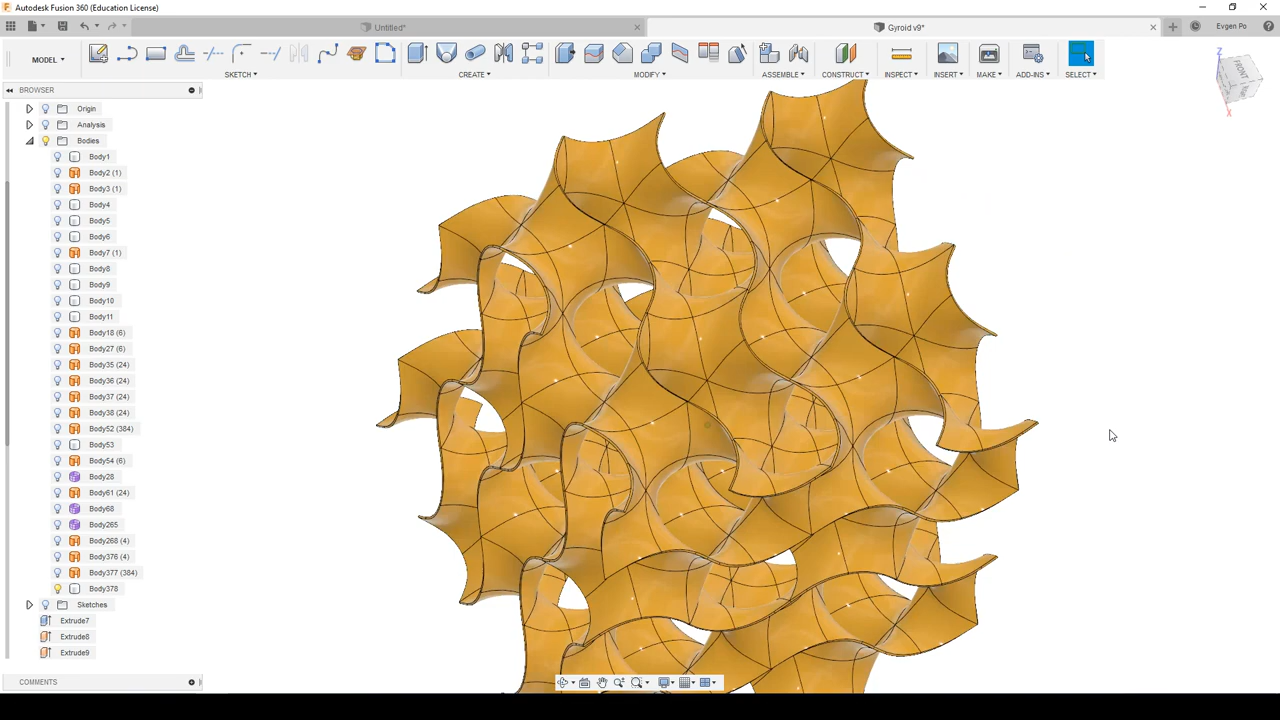 Autodesk Fusion 360 (Education License)
Untitled*
Gyroid v9*
Evgen Po
MODEL
SKETCH
CREATE
MODIFY
ASSEMBLE
CONSTRUCT
INSPECT
INSERT
MAKE
ADD-INS
SELECT
BROWSER
Z
FRONT
X
Origin
Analysis
Bodies
Body1
Body2 (1)
Body3 (1)
Body4
Body5
Body6
Body7 (1)
Body8
Body9
Body10
Body11
Body18 (6)
Body27 (6)
Body35 (24)
Body36 (24)
Body37 (24)
Body38 (24)
Body52 (384)
Body53
Body54 (6)
Body28
Body61 (24)
Body68
Body265
Body268 (4)
Body376 (4)
Body377 (384)
Body378
Sketches
Extrude7
Extrude8
Extrude9
COMMENTS